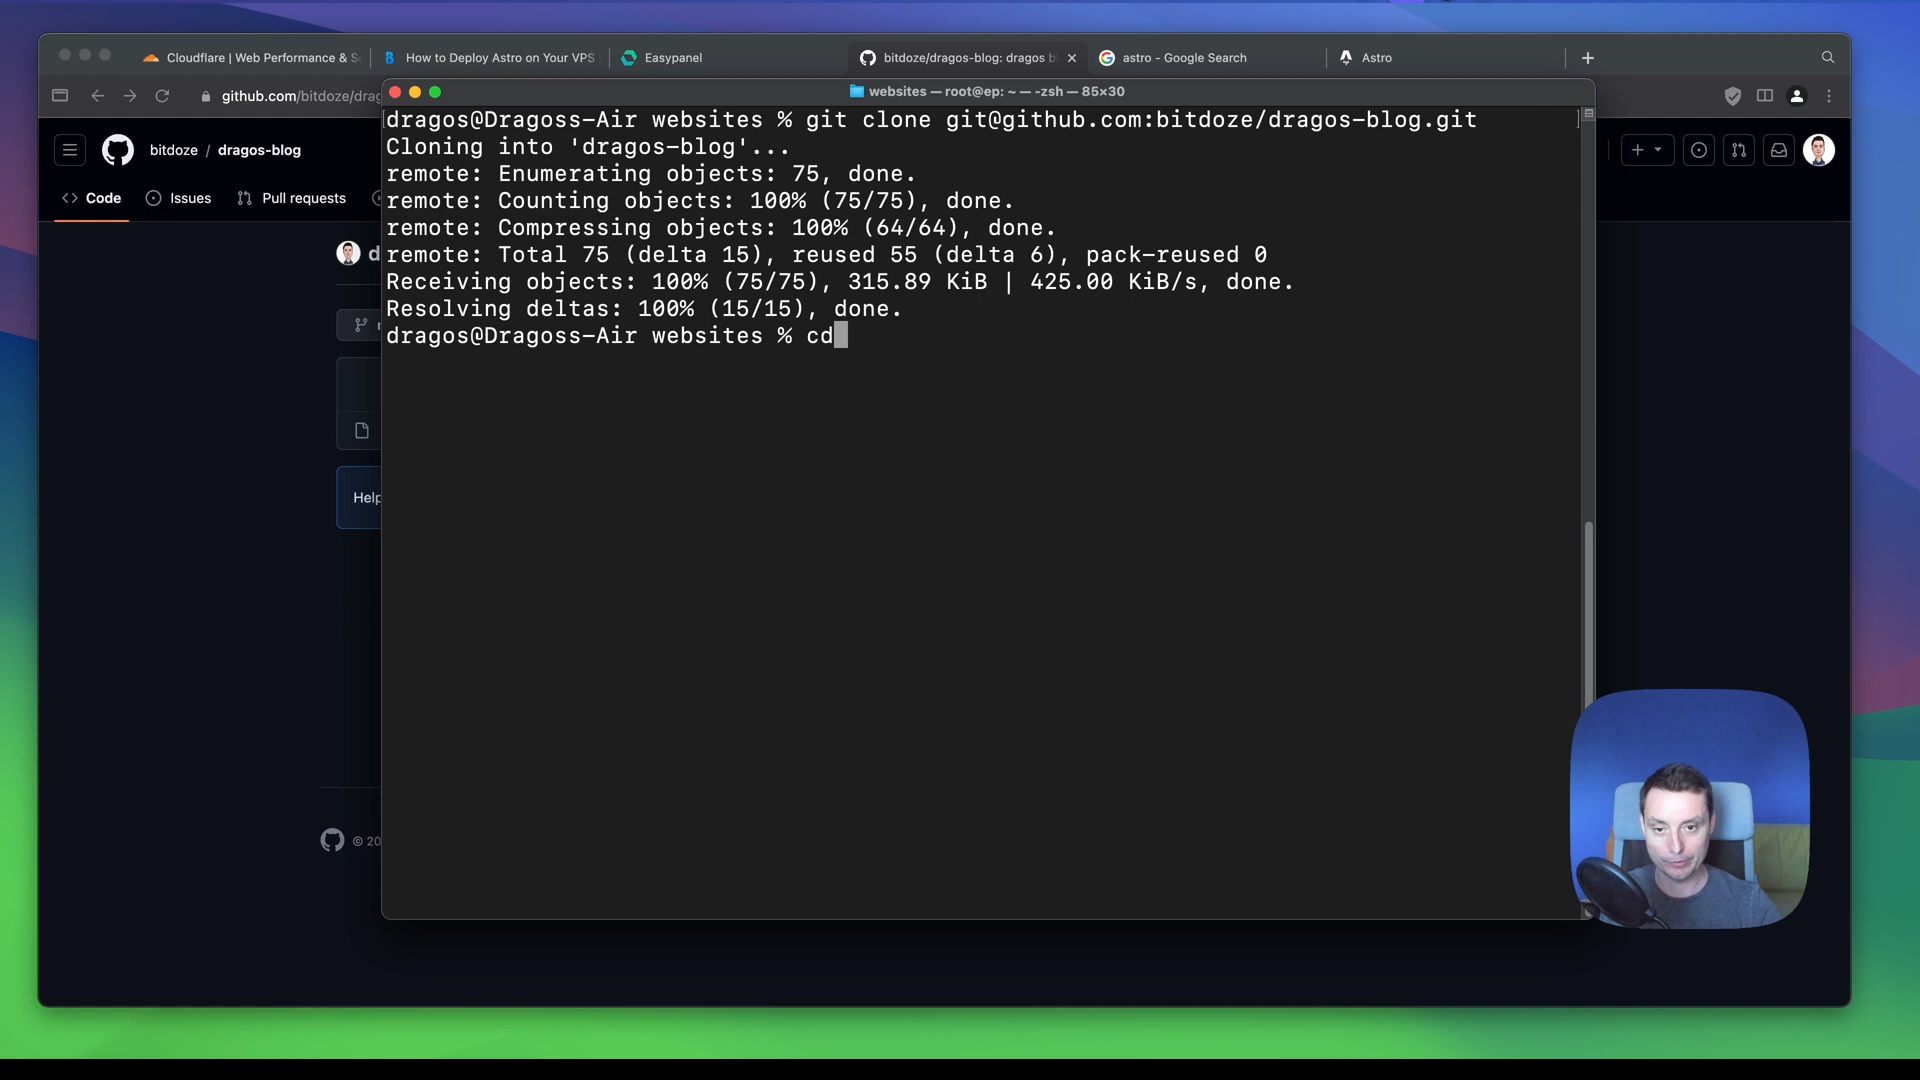 Cloudflare | Web Performance & Se
How to Deploy Astro on Your VPS
Easypanel
bitdoze/dragos-blog: dragos b
astro - Google Search
Astro
github.com/bitdoze/drag
websites — root@ep: ~ — -zsh — 85×30
bitdoze / dragos-blog
Code
Issues
Pull requests
d
Help
© 20
dragos@Dragoss-Air websites % git clone git@github.com:bitdoze/dragos-blog.git
Cloning into 'dragos-blog'...
remote: Enumerating objects: 75, done.
remote: Counting objects: 100% (75/75), done.
remote: Compressing objects: 100% (64/64), done.
remote: Total 75 (delta 15), reused 55 (delta 6), pack-reused 0
Receiving objects: 100% (75/75), 315.89 KiB | 425.00 KiB/s, done.
Resolving deltas: 100% (15/15), done.
dragos@Dragoss-Air websites % cd